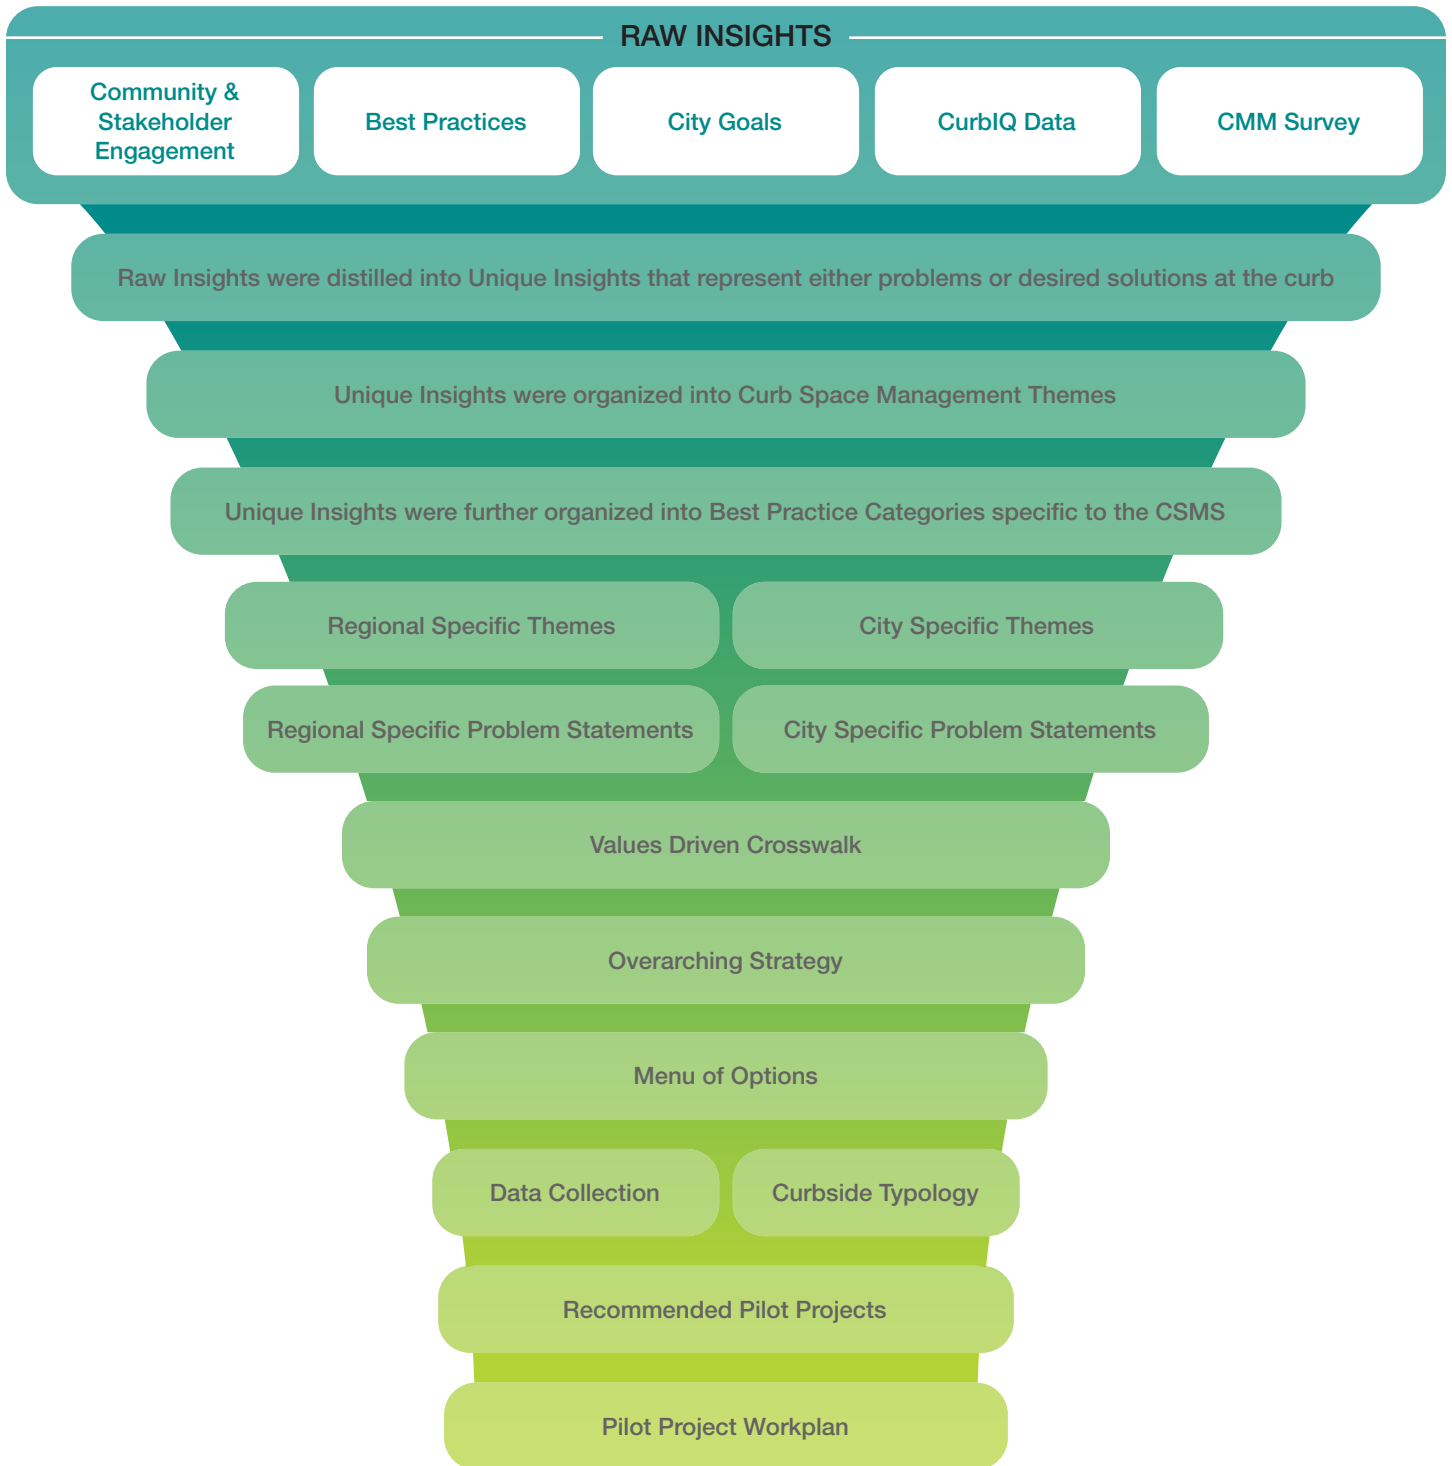 RAW INSIGHTS
Community &
Stakeholder
Engagement
Best Practices
City Goals
CurbIQ Data
CMM Survey
Raw Insights were distilled into Unique Insights that represent either problems or desired solutions at the curb
Unique Insights were organized into Curb Space Management Themes
Unique Insights were further organized into Best Practice Categories specific to the CSMS
Regional Specific Themes
City Specific Themes
Regional Specific Problem Statements
City Specific Problem Statements
Values Driven Crosswalk
Overarching Strategy
Menu of Options
Data Collection
Curbside Typology
Recommended Pilot Projects
Pilot Project Workplan